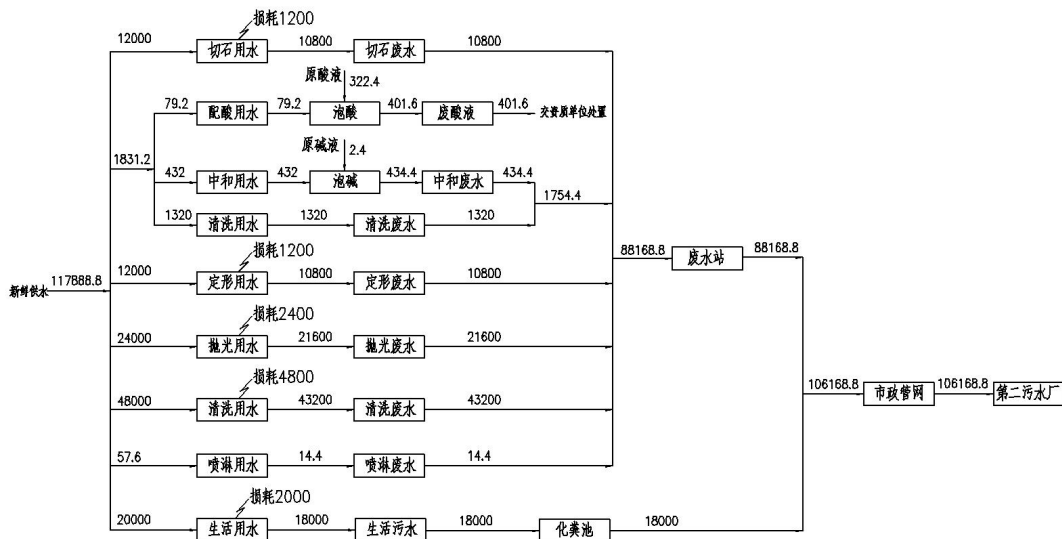 损耗1200
12000 切石用水 10800 切石废水 10800
原酸液 322.4
79.2 配酸用水 79.2 泡酸 401.6 废酸液 401.6 交资质单位处置
原碱液 2.4
1831.2
432 中和用水 432 泡碱 434.4 中和废水 434.4
1754.4
1320 清洗用水 1320 清洗废水 1320
损耗1200
88168.8 废水站 88168.8
12000 定形用水 10800 定形废水 10800
新鲜供水 117888.8
损耗2400
24000 抛光用水 21600 抛光废水 21600
损耗4800
106168.8 市政管网 106168.8 第二污水厂
48000 清洗用水 43200 清洗废水 43200
57.6 喷淋用水 14.4 喷淋废水 14.4
损耗2000
20000 生活用水 18000 生活污水 18000 化粪池 18000